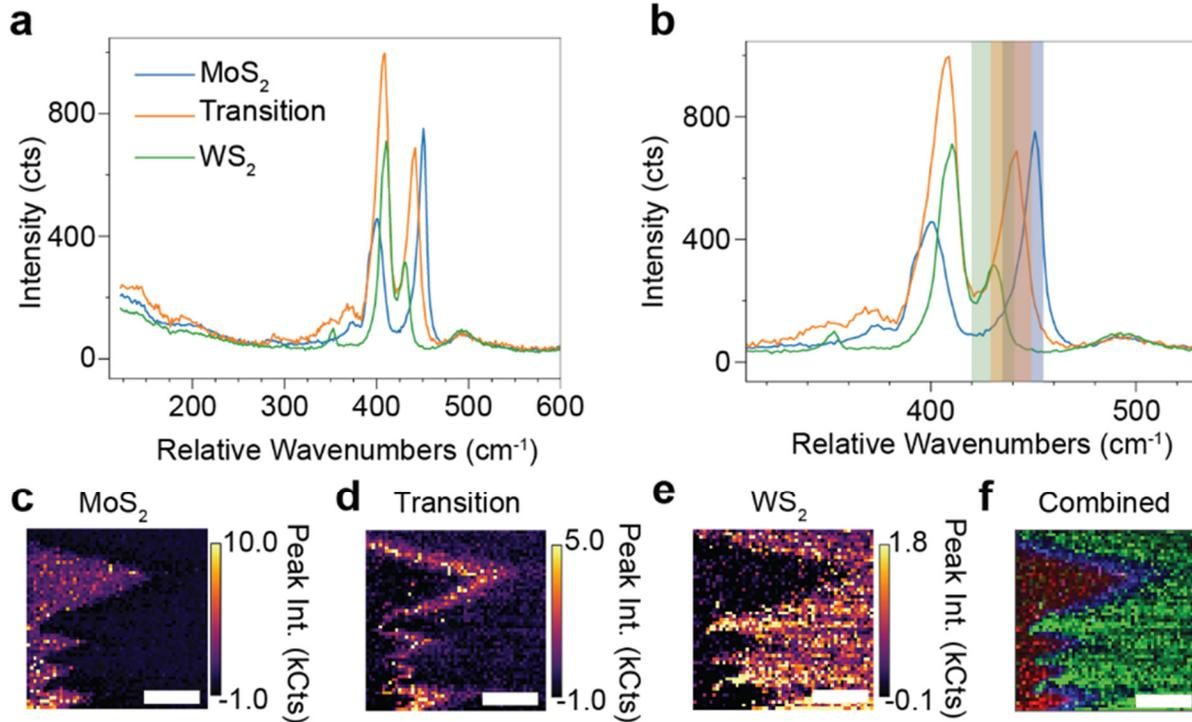 a
MoS₂
Transition
WS₂
800
400
0
Intensity (cts)
200 300 400 500 600
Relative Wavenumbers (cm⁻¹)
b
800
400
0
Intensity (cts)
400 500
Relative Wavenumbers (cm⁻¹)
c MoS₂
10.0
-1.0
Peak Int. (kCts)
d Transition
5.0
-1.0
Peak Int. (kCts)
e WS₂
1.8
-0.1
Peak Int. (kCts)
f Combined